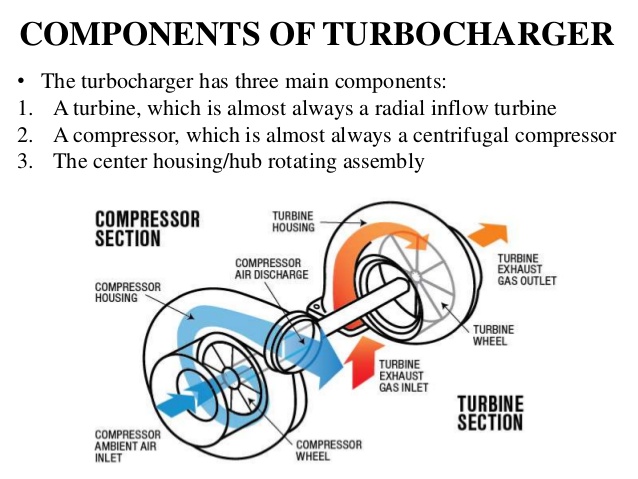 COMPONENTS OF TURBOCHARGER
• The turbocharger has three main components:
1. A turbine, which is almost always a radial inflow turbine
2. A compressor, which is almost always a centrifugal compressor
3. The center housing/hub rotating assembly
COMPRESSOR
SECTION
TURBINE
HOUSING
COMPRESSOR
AIR DISCHARGE
TURBINE
EXHAUST
GAS OUTLET
COMPRESSOR
HOUSING
TURBINE
WHEEL
TURBINE
EXHAUST
GAS INLET
TURBINE
SECTION
COMPRESSOR
AMBIENT AIR
INLET
COMPRESSOR
WHEEL